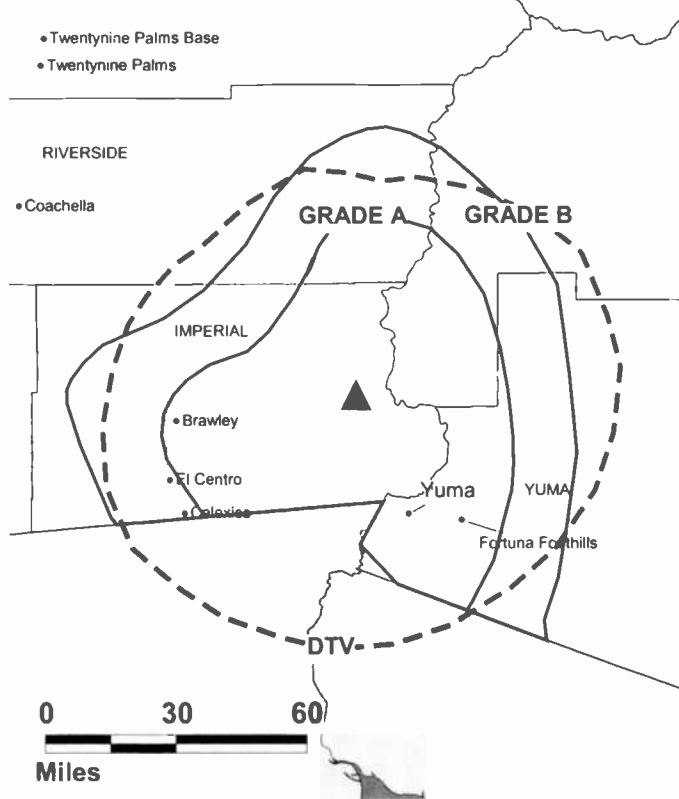 Twentynine Palms Base
Twentynine Palms
RIVERSIDE
Coachella
GRADE A
GRADE B
IMPERIAL
Brawley
El Centro
Calexico
Yuma
YUMA
Fortuna Foothills
DTV
0 30 60
Miles